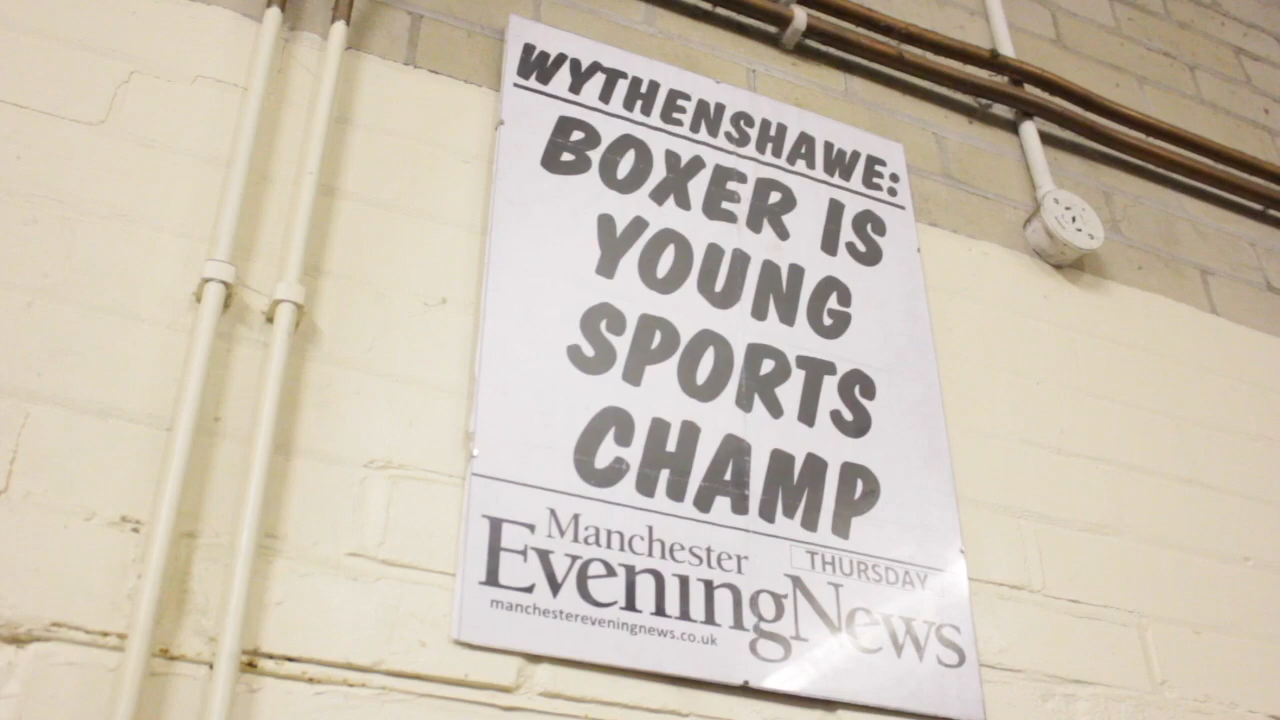 WYTHENSHAWE:
BOXER IS
YOUNG
SPORTS
CHAMP
Manchester
THURSDAY
Evening News
manchestereveningnews.co.uk